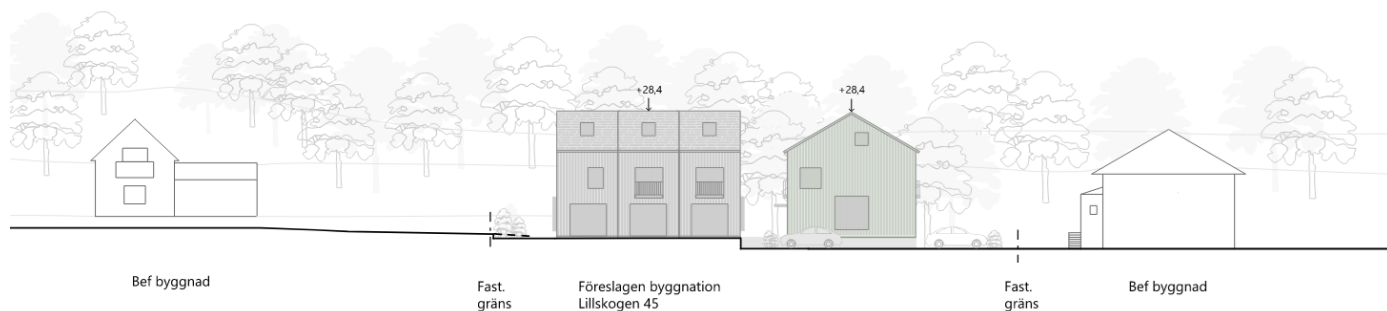 +28,4
+28,4
Bef byggnad
Fast.
gräns
Föreslagen byggnation
Lillskogen 45
Fast.
gräns
Bef byggnad